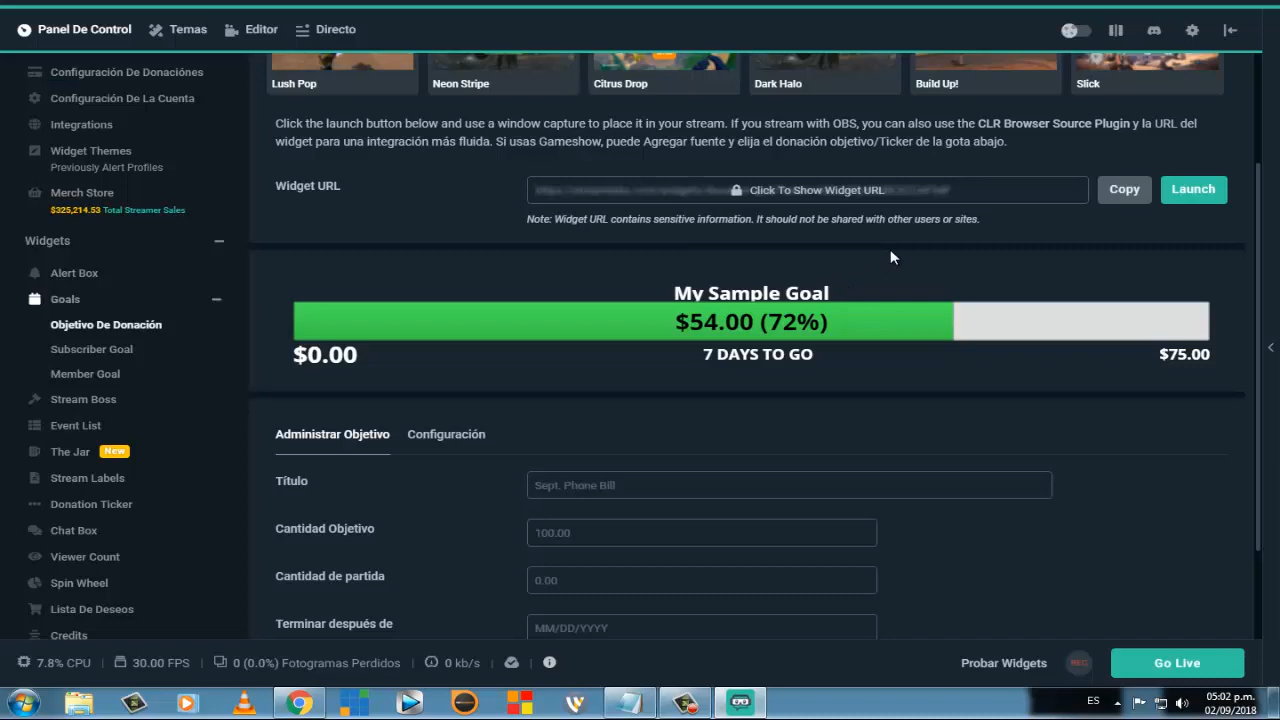 Panel De Control
Temas
Editor
Directo
Configuración De Donaciónes
Configuración De La Cuenta
Integrations
Widget Themes
Previously Alert Profiles
Merch Store
$325,214.53 Total Streamer Sales
Widgets
Alert Box
Goals
Objetivo De Donación
Subscriber Goal
Member Goal
Stream Boss
Event List
The Jar New
Stream Labels
Donation Ticker
Chat Box
Viewer Count
Spin Wheel
Lista De Deseos
Credits
Lush Pop
Neon Stripe
Citrus Drop
Dark Halo
Build Up!
Slick
Click the launch button below and use a window capture to place it in your stream. If you stream with OBS, you can also use the CLR Browser Source Plugin y la URL del
widget para una integración más fluida. Si usas Gameshow, puede Agregar fuente y elija el donación objetivo/Ticker de la gota abajo.
Widget URL
Click To Show Widget URL
Copy
Launch
Note: Widget URL contains sensitive information. It should not be shared with other users or sites.
My Sample Goal
$54.00 (72%)
$0.00
7 DAYS TO GO
$75.00
Administrar Objetivo
Configuración
Título
Sept. Phone Bill
Cantidad Objetivo
100.00
Cantidad de partida
0.00
Terminar después de
MM/DD/YYYY
7.8% CPU
30.00 FPS
0 (0.0%) Fotogramas Perdidos
0 kb/s
Probar Widgets
REC
Go Live
ES
05:02 p.m.
02/09/2018